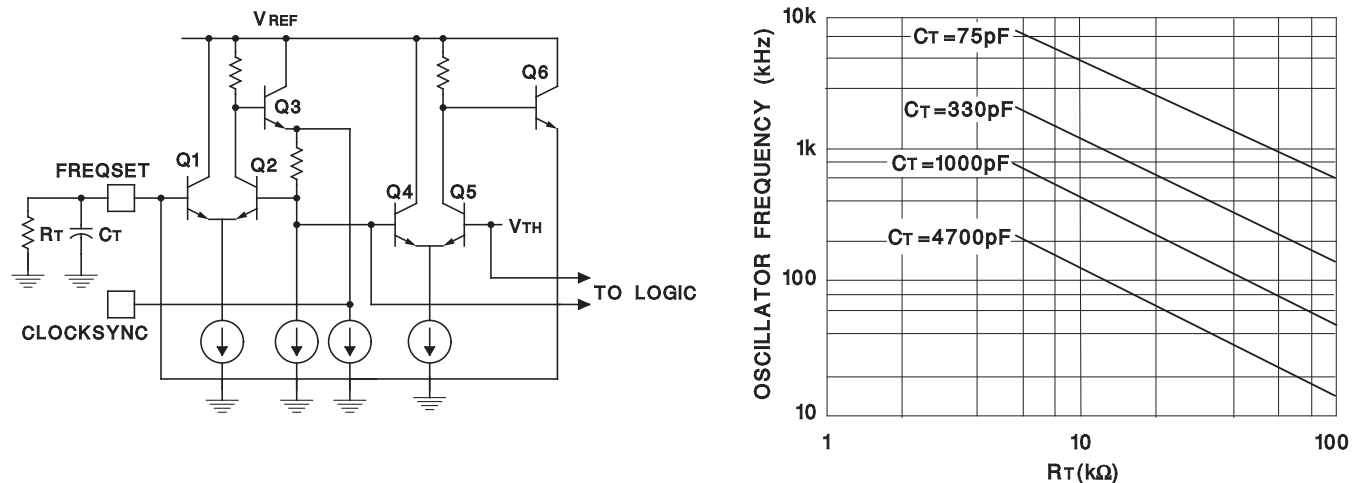 VREF
Q3
Q6
FREQSET
Q1
Q2
Q4
Q5
RT
CT
VTH
TO LOGIC
CLOCKSYNC
OSCILLATOR FREQUENCY (kHz)
10k
1k
100
10
CT=75pF
CT=330pF
CT=1000pF
CT=4700pF
1
10
100
RT(kΩ)